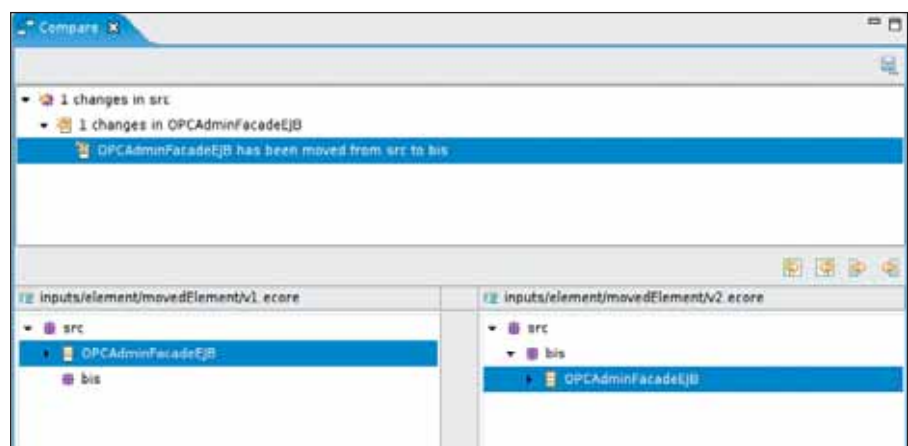 Compare
1 changes in src
1 changes in OPCAdminFacadeEJB
OPCAdminFacadeEJB has been moved from src to bis
inputs/element/movedElement/v1.ecore
inputs/element/movedElement/v2.ecore
src
OPCAdminFacadeEJB
bis
src
bis
OPCAdminFacadeEJB